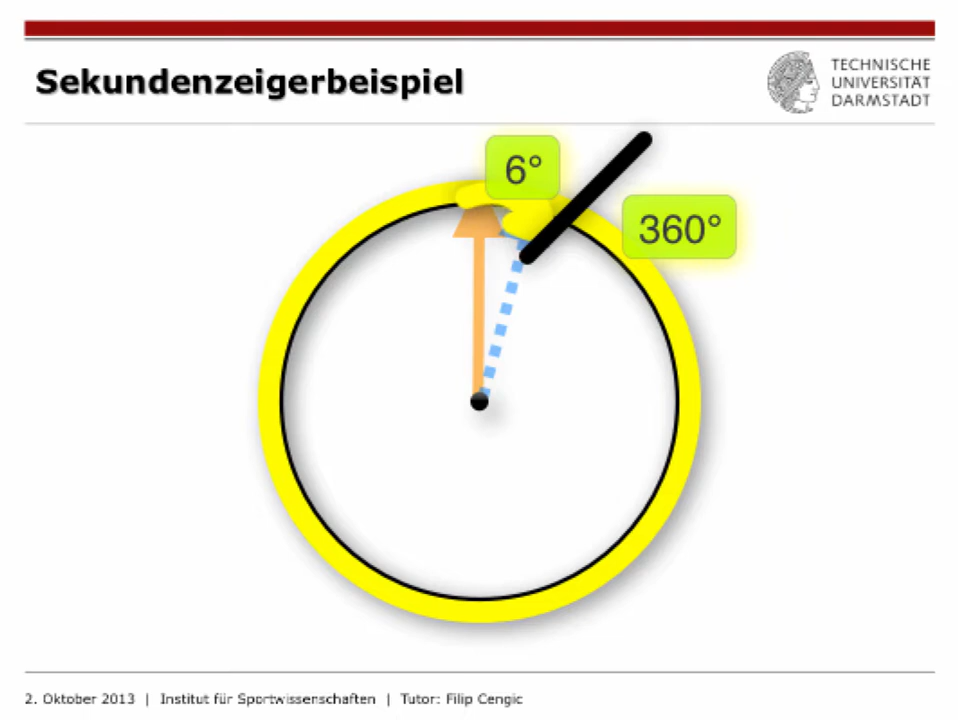 Sekundenzeigerbeispiel
TECHNISCHE
UNIVERSITÄT
DARMSTADT
6°
360°
2. Oktober 2013 | Institut für Sportwissenschaften | Tutor: Filip Cengic